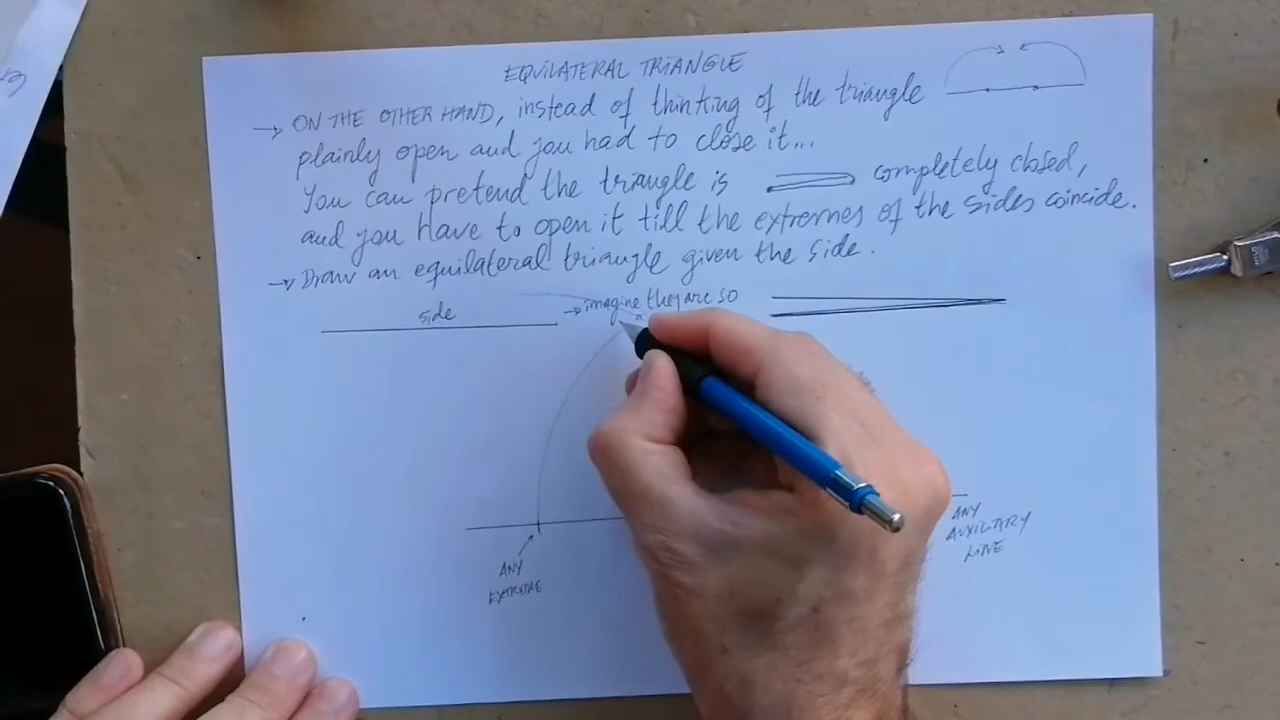 EQUILATERAL TRIANGLE
→ ON THE OTHER HAND, instead of thinking of the triangle
plainly open and you had to close it...
You can pretend the triangle is completely closed,
and you have to open it till the extremes of the sides coincide.
→ Draw an equilateral triangle given the side.
side
→ imagine they are so
ANY
EXTREME
ANY
AUXILIARY
LINE